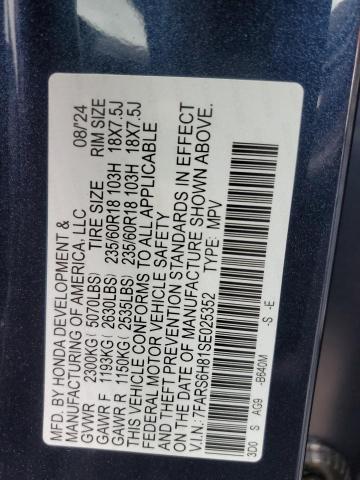 MFD. BY HONDA DEVELOPMENT & 08/'24
MANUFACTURING OF AMERICA, LLC
GVWR 2300KG ( 5070LBS) TIRE SIZE RIM SIZE
GAWR F 1193KG ( 2630LBS) 235/60R18 103H 18X7.5J
GAWR R 1150KG ( 2535LBS) 235/60R18 103H 18X7.5J
THIS VEHICLE CONFORMS TO ALL APPLICABLE
FEDERAL MOTOR VEHICLE SAFETY
AND THEFT PREVENTION STANDARDS IN EFFECT
ON THE DATE OF MANUFACTURE SHOWN ABOVE.
V.I.N.: 7FARS6H81SE025352 TYPE: MPV
3D0 S AG9 -B640M -S -E